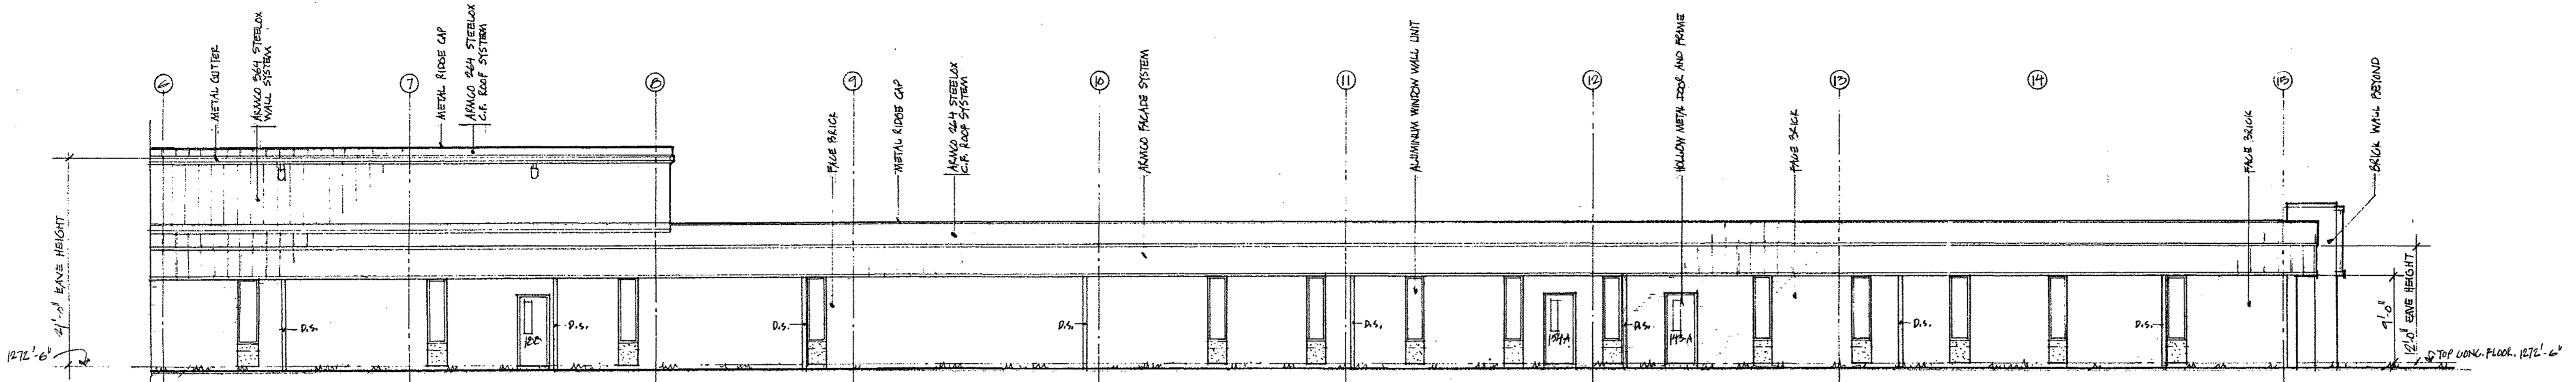 6
METAL GUTTER
ARMCO 364 STEELOX
WALL SYSTEM
7
METAL RIDGE CAP
ARMCO 264 STEELOX
C.F. ROOF SYSTEM
8
FACE BRICK
9
METAL RIDGE CAP
ARMCO 264 STEELOX
C.F. ROOF SYSTEM
10
ARMCO FACADE SYSTEM
11
ALUMINUM WINDOW WALL UNIT
12
HOLLOW METAL DOOR AND FRAME
FACE BRICK
13
14
FACE BRICK
15
BRICK WALL BEYOND
21'-0" EAVE HEIGHT
1272'-6"
D.S.
D.S.
D.S.
D.S.
D.S.
154-A
D.S.
143-A
D.S.
D.S.
9'-0"
12'-0" EAVE HEIGHT
TOP CONC. FLOOR. 1272'-6"